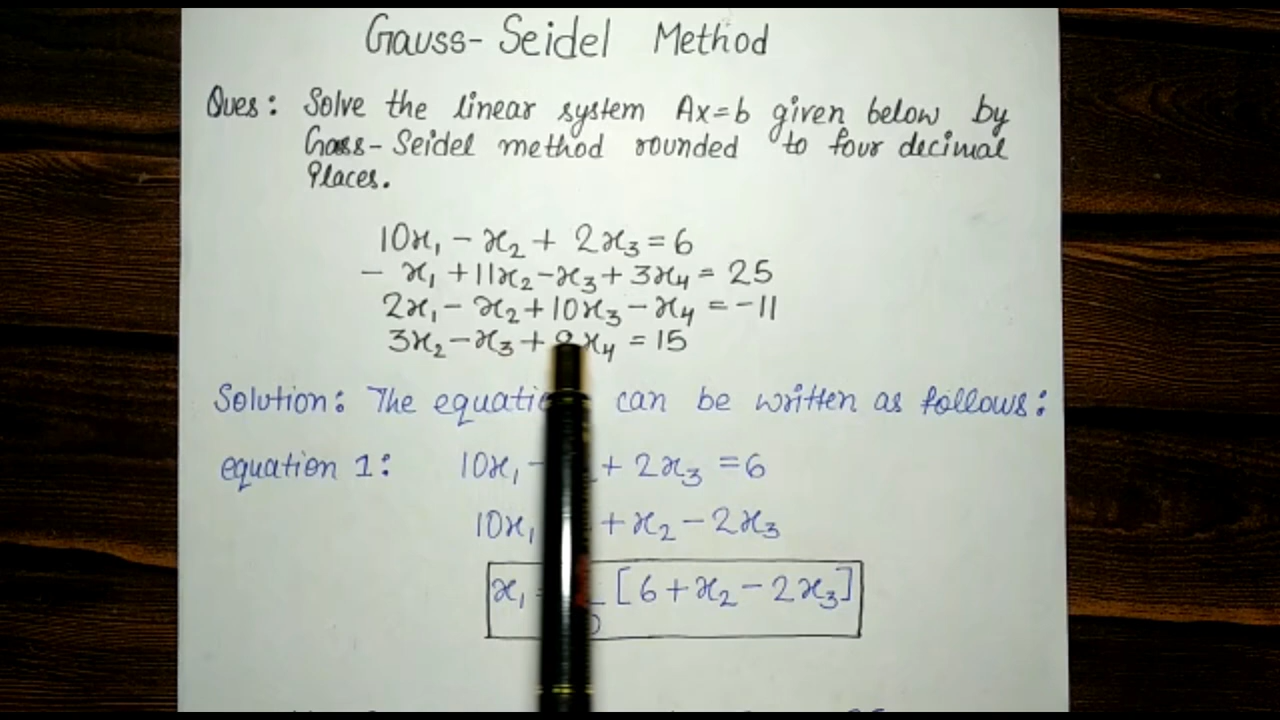 Gauss-Seidel Method
Ques: Solve the linear system Ax=b given below by
Gass-Seidel method rounded to four decimal
Places.
10x₁ - x₂ + 2x₃ = 6
- x₁ + 11x₂ - x₃ + 3x₄ = 25
2x₁ - x₂ + 10x₃ - x₄ = -11
3x₂ - x₃ + x₄ = 15
Solution: The can be written as follows:
equation 1: 10x₁ - + 2x₃ = 6
10x₁ + x₂ - 2x₃
x₁ [6 + x₂ - 2x₃]